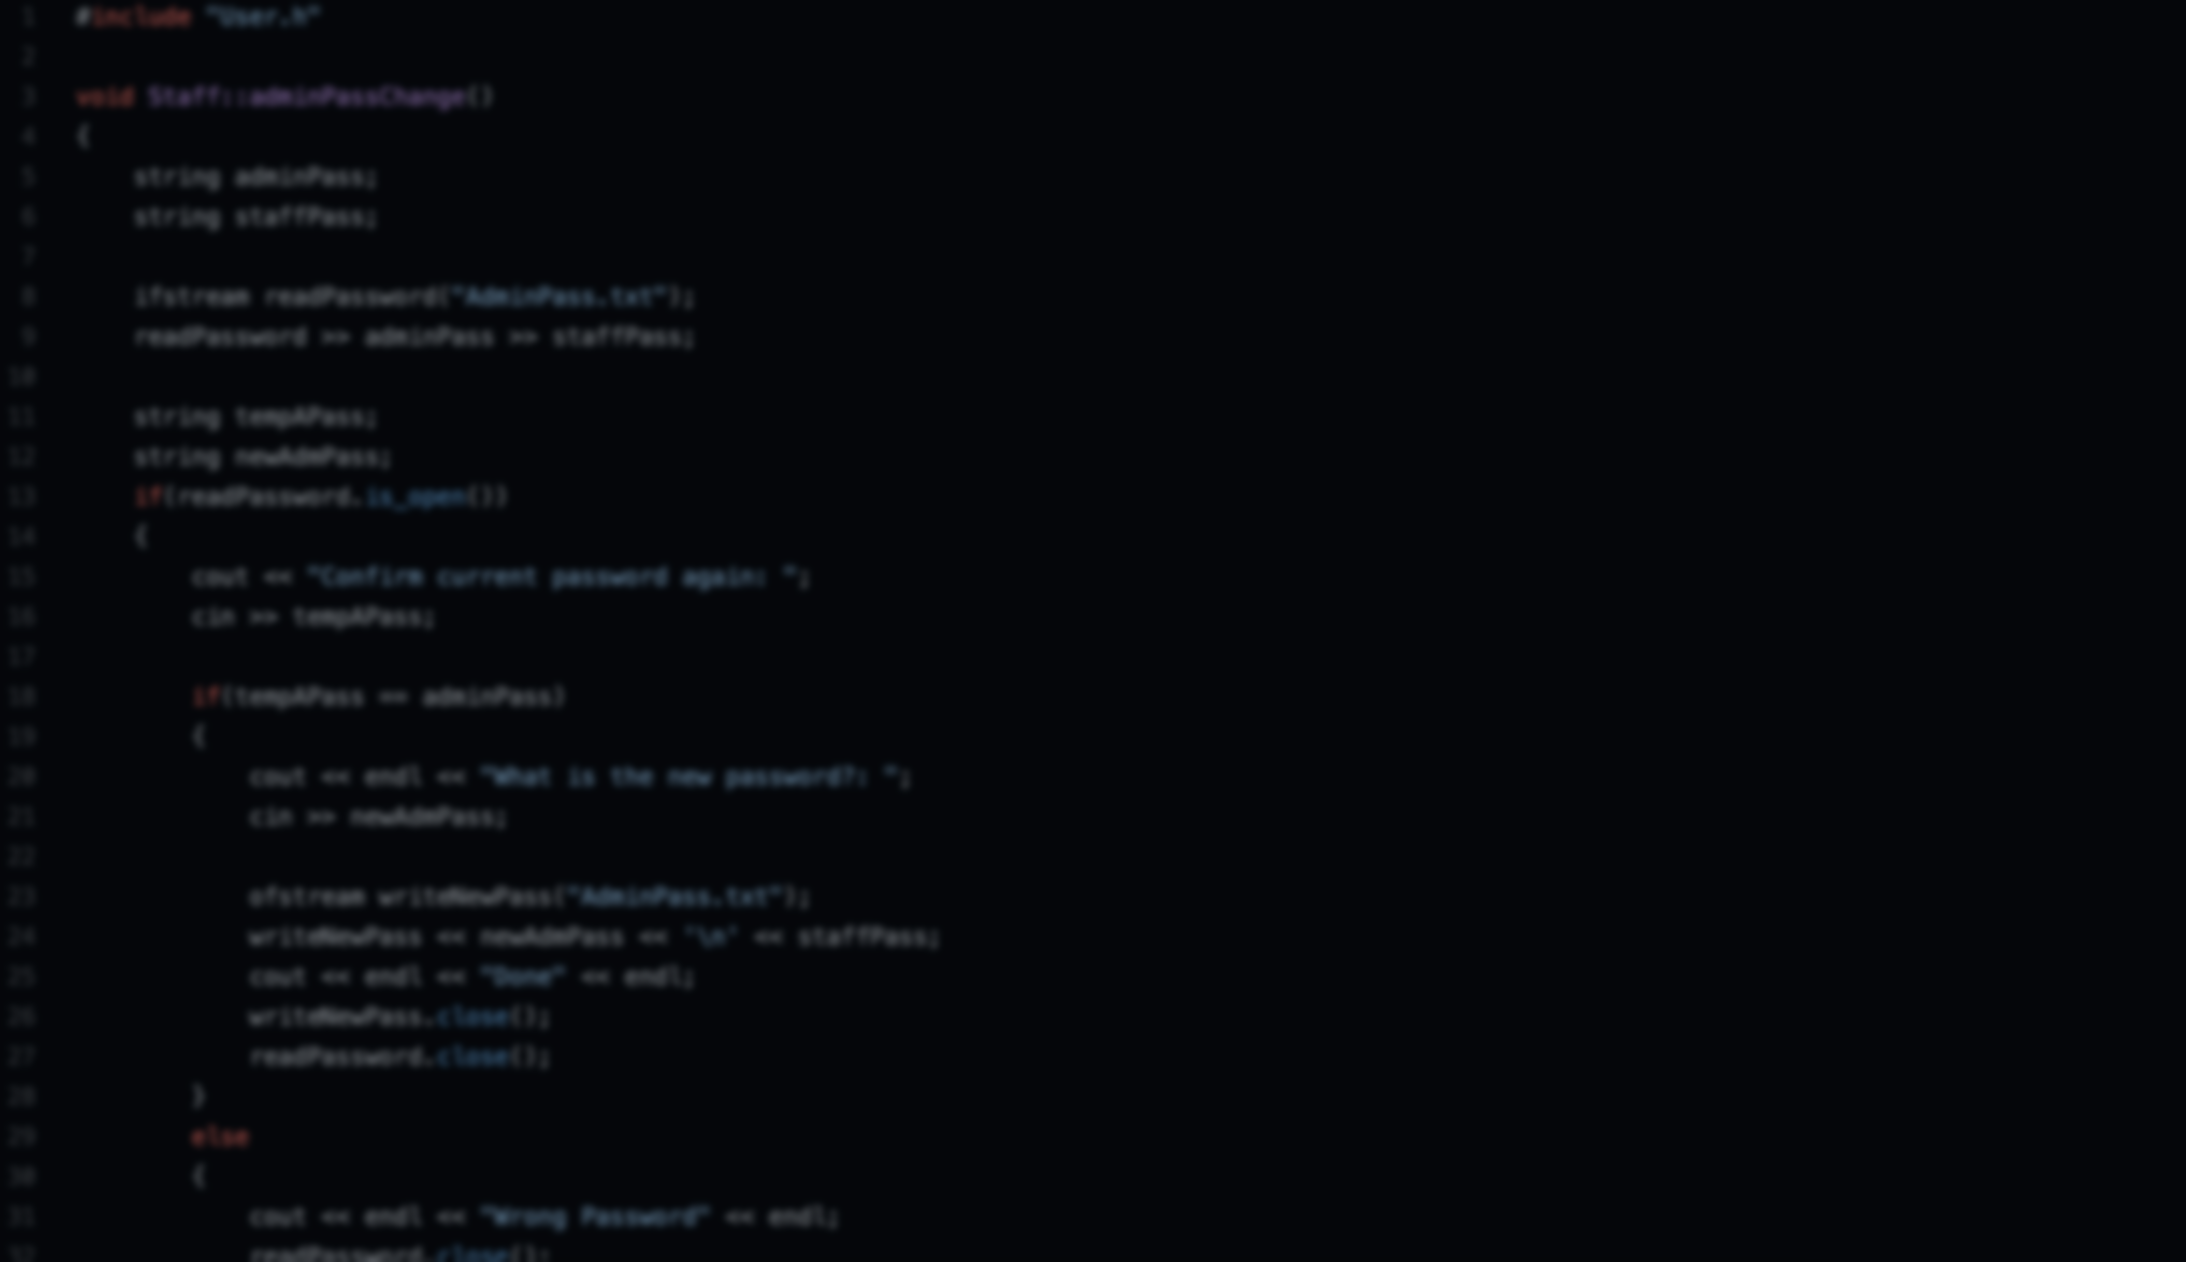 1 #include "User.h"
2
3 void Staff::adminPassChange()
4 {
5 string adminPass;
6 string staffPass;
7
8 ifstream readPassword("AdminPass.txt");
9 readPassword >> adminPass >> staffPass;
10
11 string tempAPass;
12 string newAdmPass;
13 if(readPassword.is_open())
14 {
15 cout << "Confirm current password again: ";
16 cin >> tempAPass;
17
18 if(tempAPass == adminPass)
19 {
20 cout << endl << "What is the new password?: ";
21 cin >> newAdmPass;
22
23 ofstream writeNewPass("AdminPass.txt");
24 writeNewPass << newAdmPass << '\n' << staffPass;
25 cout << endl << "Done" << endl;
26 writeNewPass.close();
27 readPassword.close();
28 }
29 else
30 {
31 cout << endl << "Wrong Password" << endl;
32 readPassword.close();